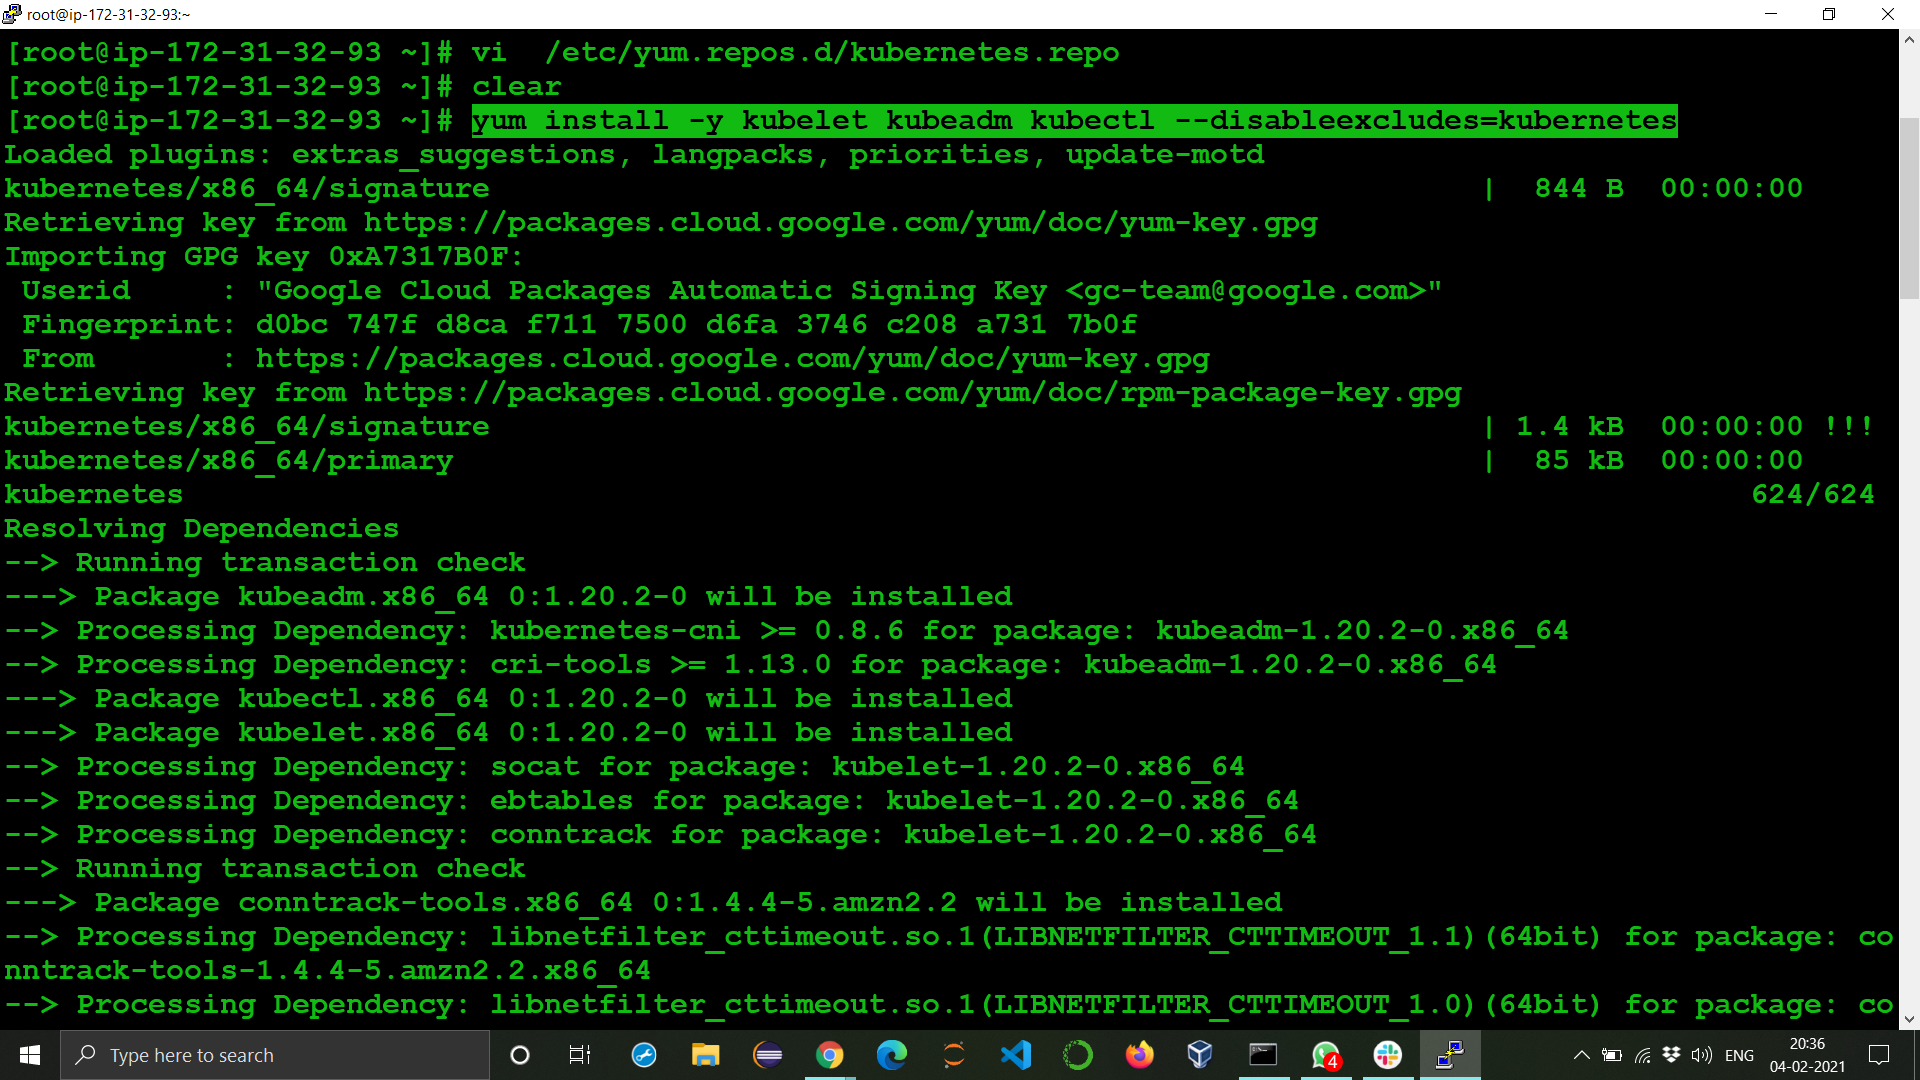 root@ip-172-31-32-93:~
[root@ip-172-31-32-93 ~]# vi  /etc/yum.repos.d/kubernetes.repo
[root@ip-172-31-32-93 ~]# clear
[root@ip-172-31-32-93 ~]# yum install -y kubelet kubeadm kubectl --disableexcludes=kubernetes
Loaded plugins: extras_suggestions, langpacks, priorities, update-motd
kubernetes/x86_64/signature | 844 B 00:00:00
Retrieving key from https://packages.cloud.google.com/yum/doc/yum-key.gpg
Importing GPG key 0xA7317B0F:
Userid : "Google Cloud Packages Automatic Signing Key <gc-team@google.com>"
Fingerprint: d0bc 747f d8ca f711 7500 d6fa 3746 c208 a731 7b0f
From : https://packages.cloud.google.com/yum/doc/yum-key.gpg
Retrieving key from https://packages.cloud.google.com/yum/doc/rpm-package-key.gpg
kubernetes/x86_64/signature | 1.4 kB 00:00:00 !!!
kubernetes/x86_64/primary | 85 kB 00:00:00
kubernetes 624/624
Resolving Dependencies
--> Running transaction check
---> Package kubeadm.x86_64 0:1.20.2-0 will be installed
--> Processing Dependency: kubernetes-cni >= 0.8.6 for package: kubeadm-1.20.2-0.x86_64
--> Processing Dependency: cri-tools >= 1.13.0 for package: kubeadm-1.20.2-0.x86_64
---> Package kubectl.x86_64 0:1.20.2-0 will be installed
---> Package kubelet.x86_64 0:1.20.2-0 will be installed
--> Processing Dependency: socat for package: kubelet-1.20.2-0.x86_64
--> Processing Dependency: ebtables for package: kubelet-1.20.2-0.x86_64
--> Processing Dependency: conntrack for package: kubelet-1.20.2-0.x86_64
--> Running transaction check
---> Package conntrack-tools.x86_64 0:1.4.4-5.amzn2.2 will be installed
--> Processing Dependency: libnetfilter_cttimeout.so.1(LIBNETFILTER_CTTIMEOUT_1.1)(64bit) for package: co
nntrack-tools-1.4.4-5.amzn2.2.x86_64
--> Processing Dependency: libnetfilter_cttimeout.so.1(LIBNETFILTER_CTTIMEOUT_1.0)(64bit) for package: co
Type here to search
4
ENG
20:36
04-02-2021